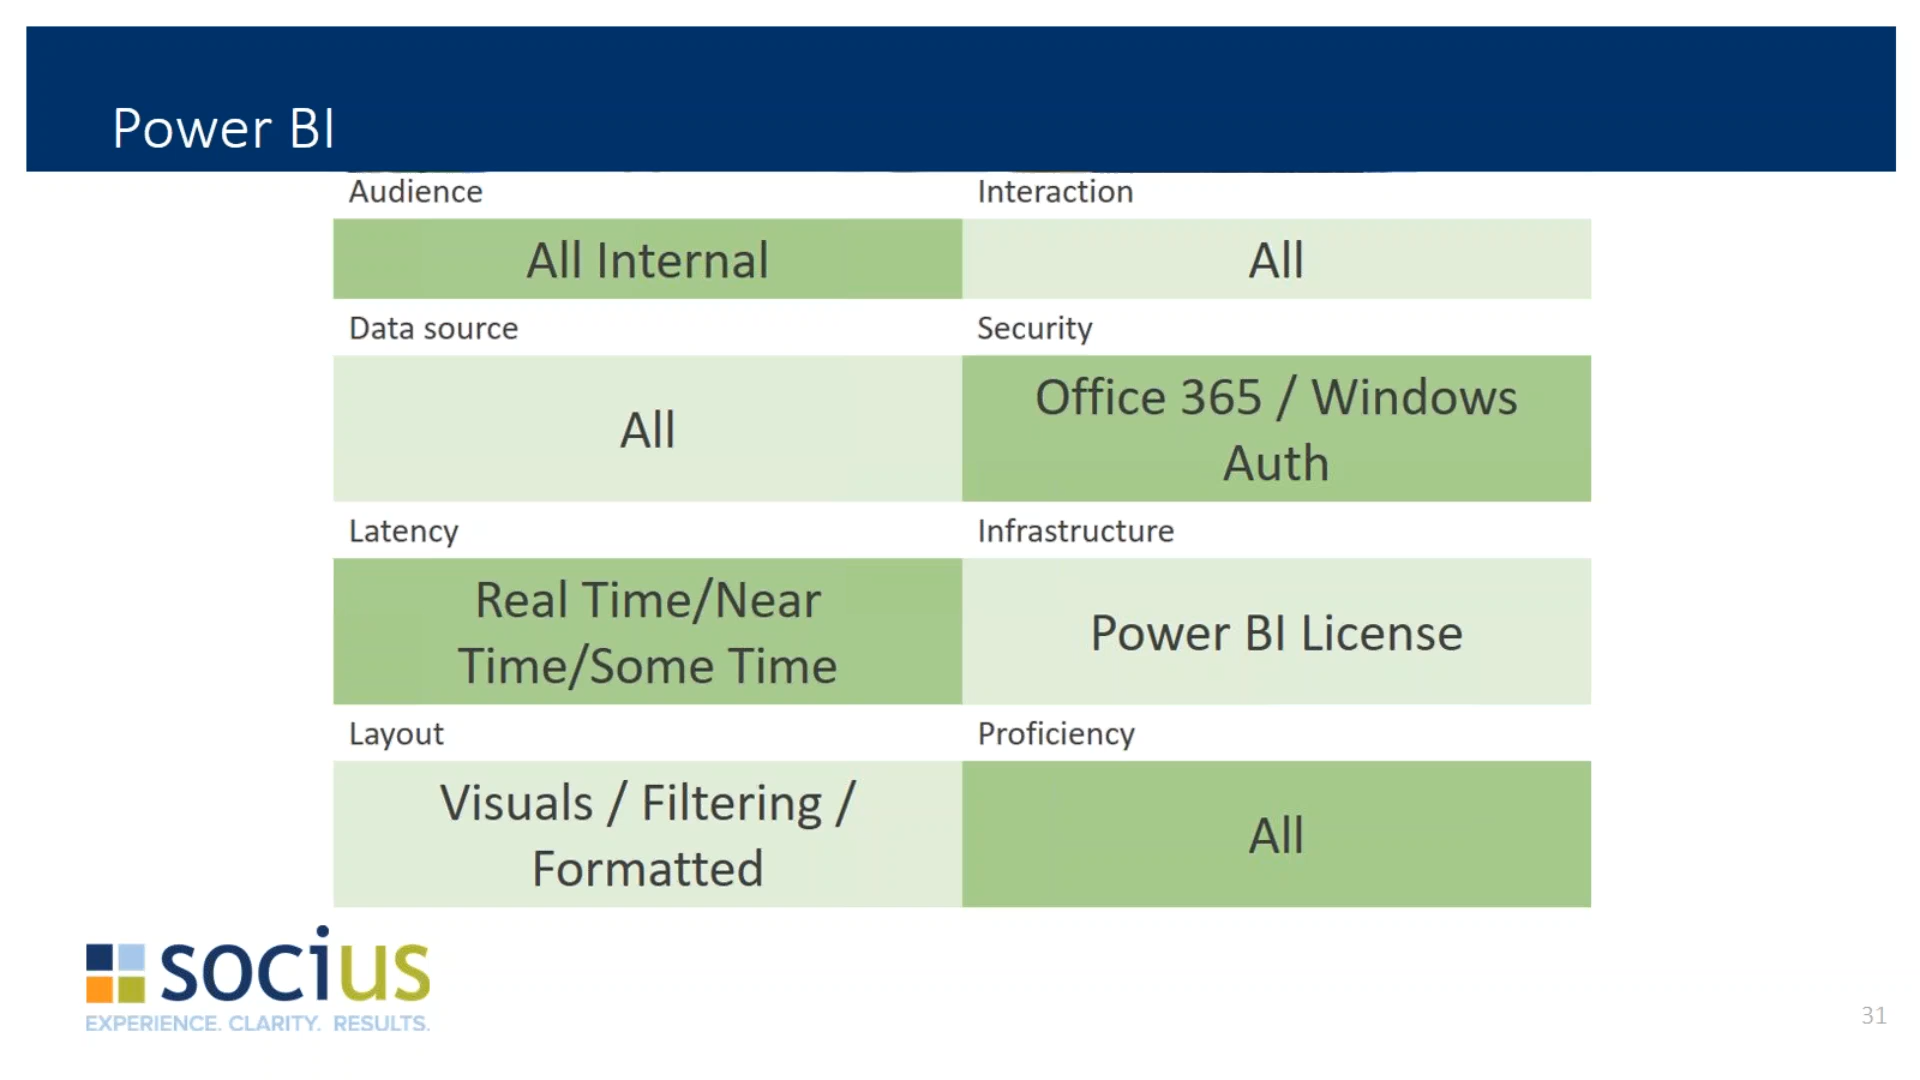 Power BI
Audience
Interaction
All Internal
All
Data source
Security
All
Office 365 / Windows
Auth
Latency
Infrastructure
Real Time/Near
Time/Some Time
Power BI License
Layout
Proficiency
Visuals / Filtering /
Formatted
All
socius
EXPERIENCE. CLARITY. RESULTS.
31